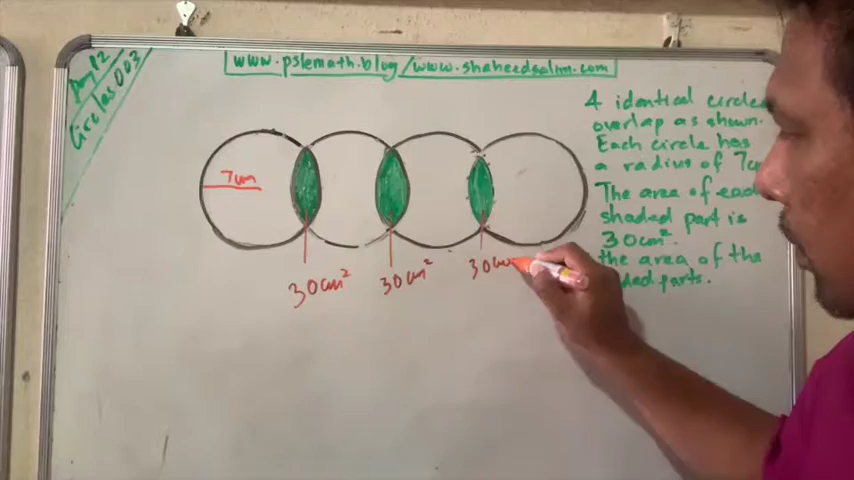 Day 12
Circles 003
www.pslemath.blog/www.shaheedsalim.com
4 identical circles
overlap as shown.
Each circle has
a radius of 7cm
The area of each
shaded part is
30cm².
the area of the
parts.
7cm
30cm²
30cm²
30cm